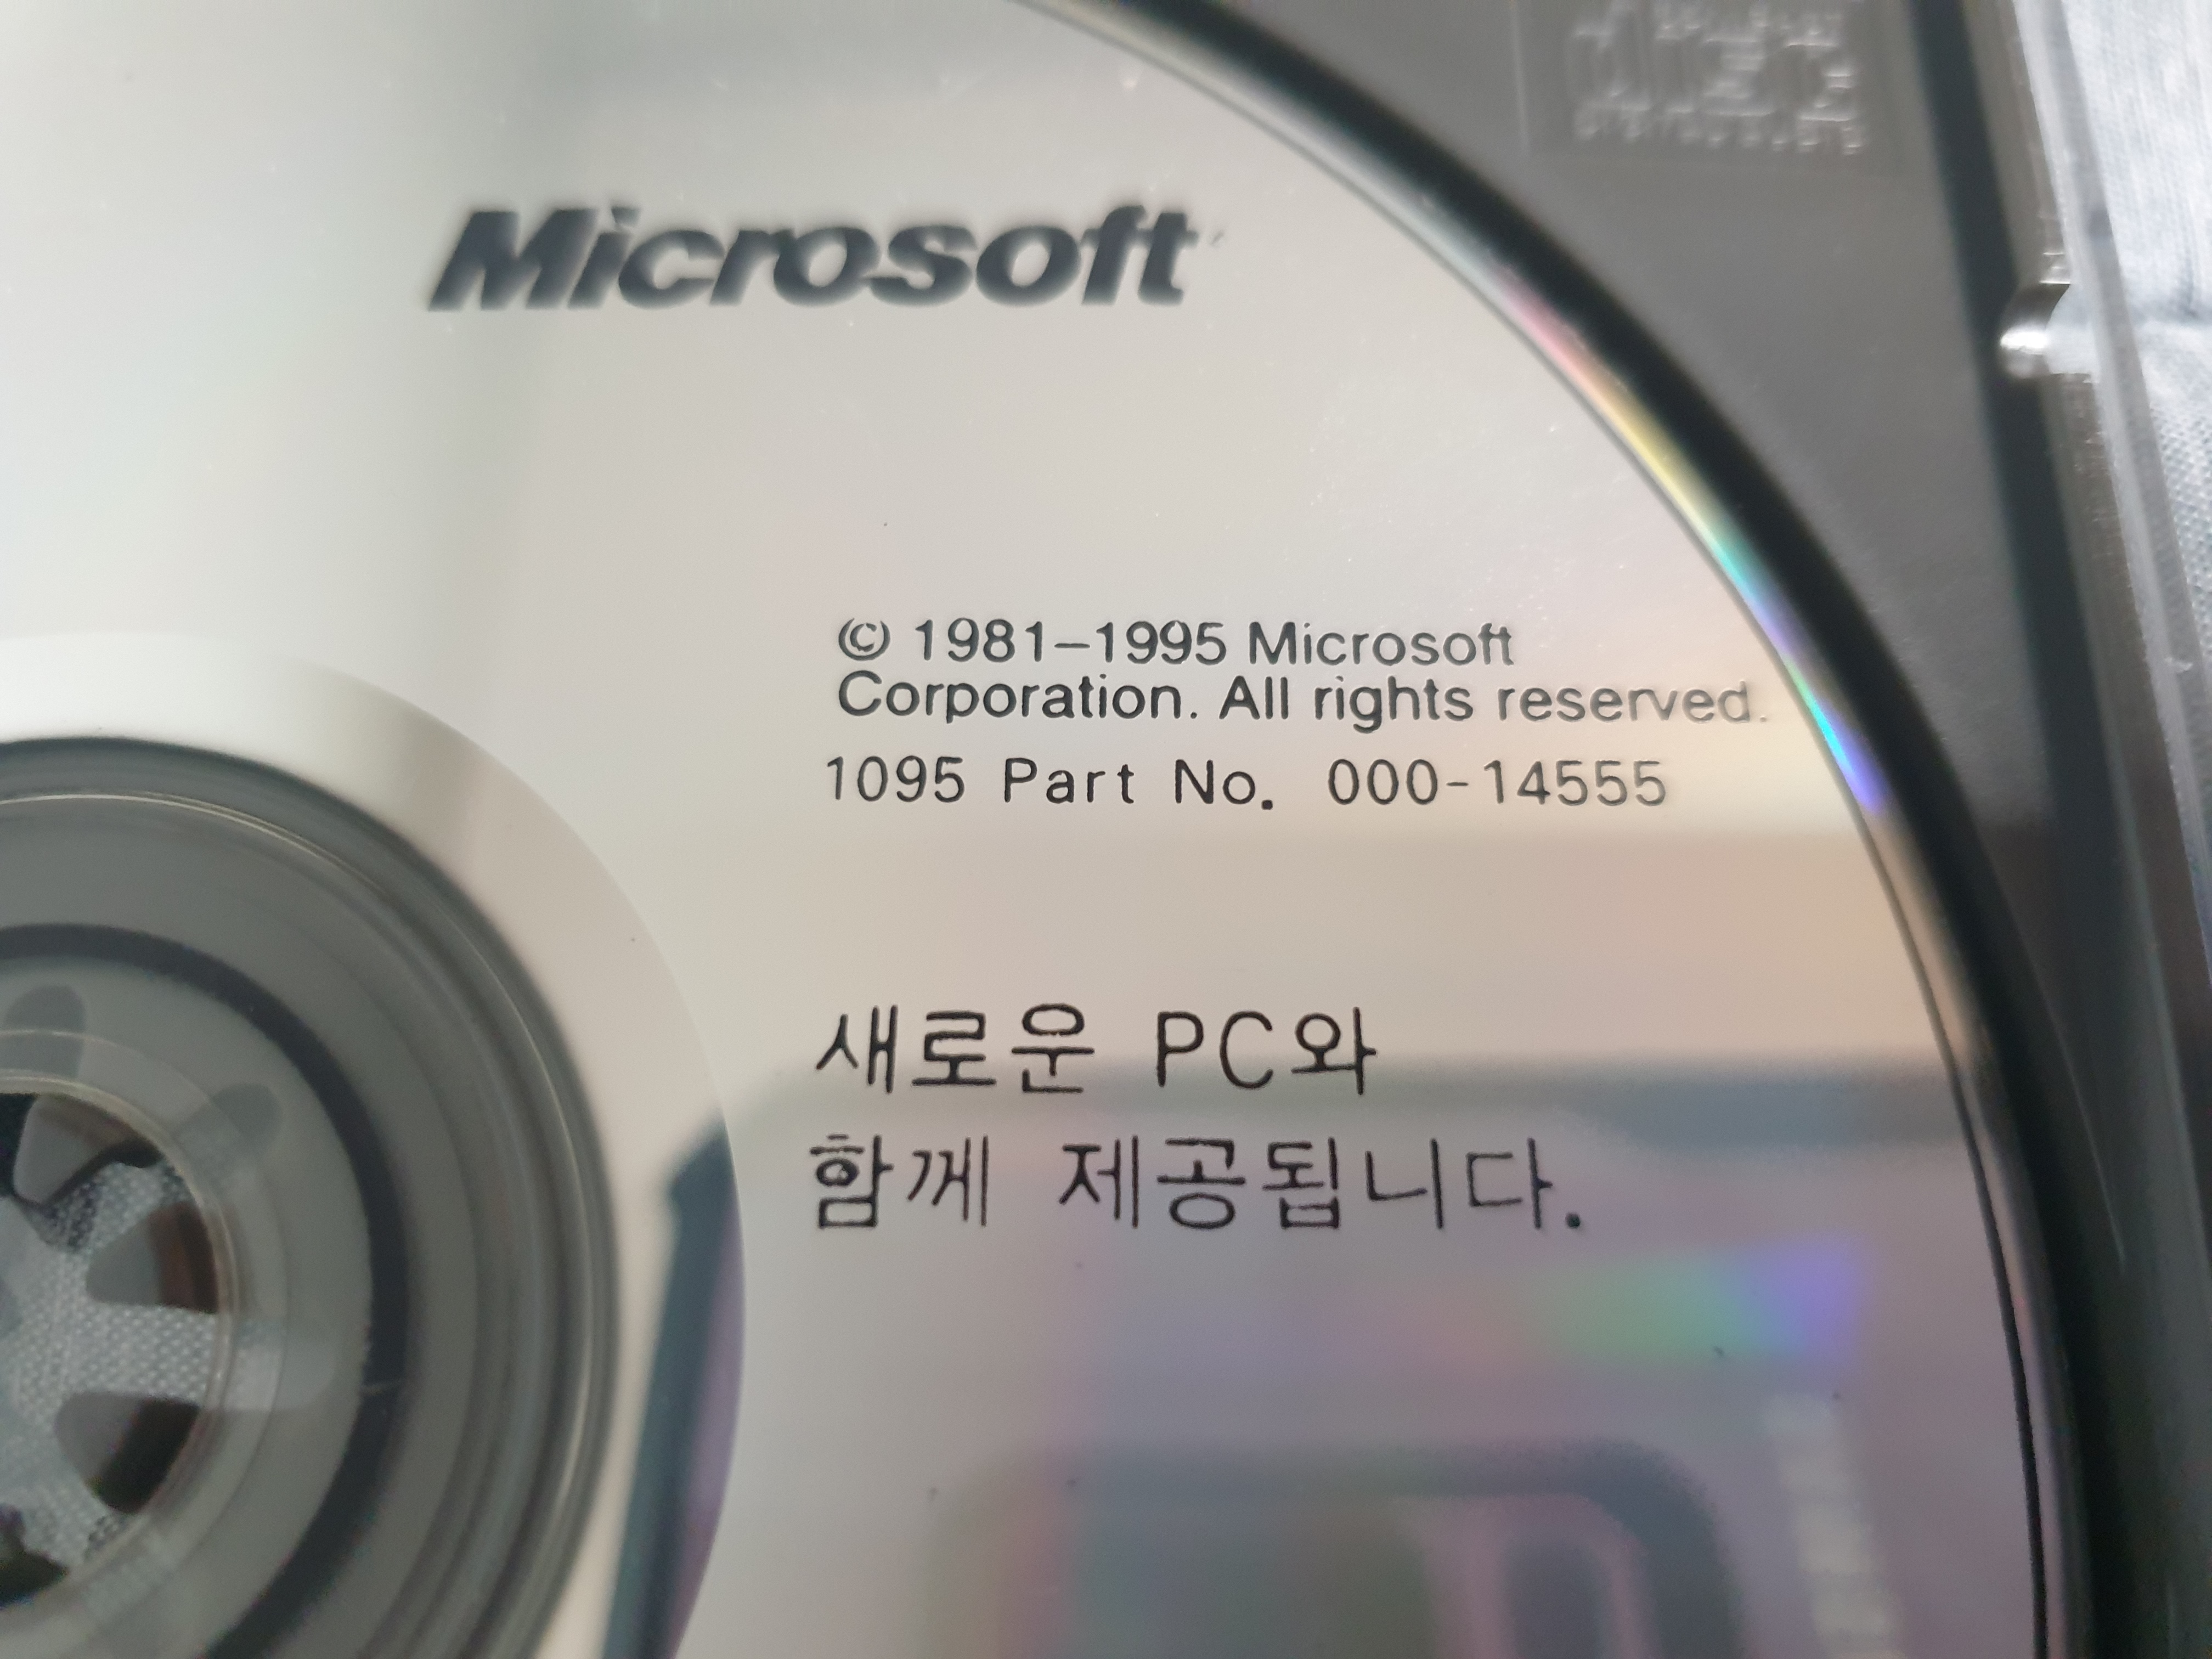 Microsoft
© 1981–1995 Microsoft
Corporation. All rights reserved.
1095 Part No. 000-14555
새로운 PC와
함께 제공됩니다.